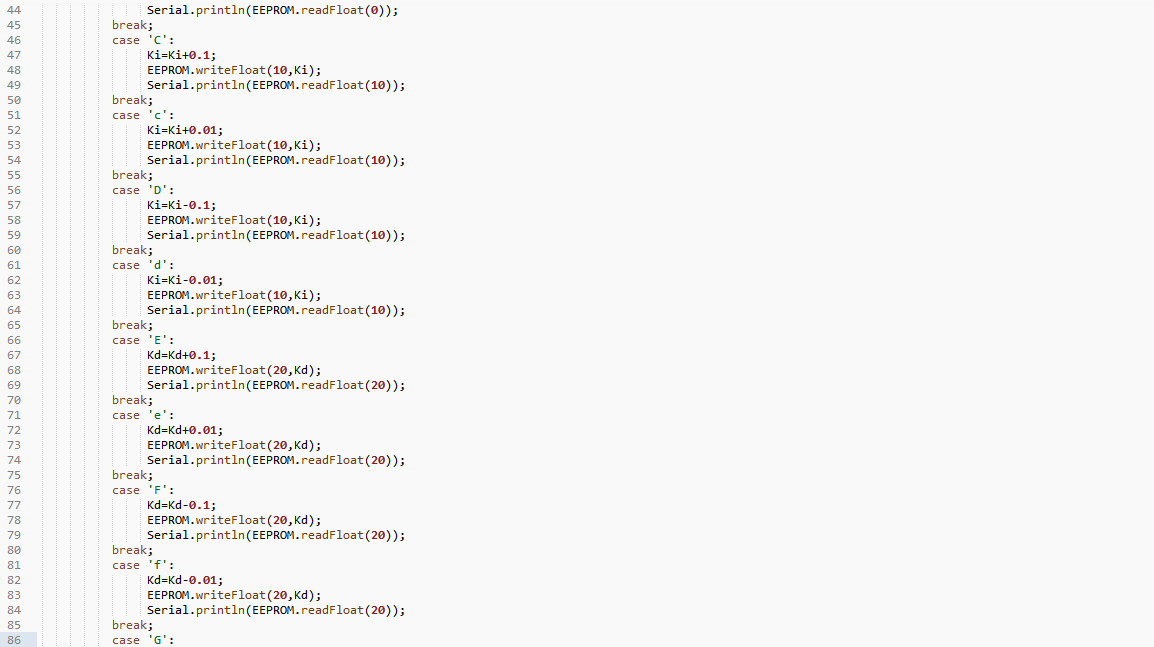 44 Serial.println(EEPROM.readFloat(0));
45 break;
46 case 'C':
47 Ki=Ki+0.1;
48 EEPROM.writeFloat(10,Ki);
49 Serial.println(EEPROM.readFloat(10));
50 break;
51 case 'c':
52 Ki=Ki+0.01;
53 EEPROM.writeFloat(10,Ki);
54 Serial.println(EEPROM.readFloat(10));
55 break;
56 case 'D':
57 Ki=Ki-0.1;
58 EEPROM.writeFloat(10,Ki);
59 Serial.println(EEPROM.readFloat(10));
60 break;
61 case 'd':
62 Ki=Ki-0.01;
63 EEPROM.writeFloat(10,Ki);
64 Serial.println(EEPROM.readFloat(10));
65 break;
66 case 'E':
67 Kd=Kd+0.1;
68 EEPROM.writeFloat(20,Kd);
69 Serial.println(EEPROM.readFloat(20));
70 break;
71 case 'e':
72 Kd=Kd+0.01;
73 EEPROM.writeFloat(20,Kd);
74 Serial.println(EEPROM.readFloat(20));
75 break;
76 case 'F':
77 Kd=Kd-0.1;
78 EEPROM.writeFloat(20,Kd);
79 Serial.println(EEPROM.readFloat(20));
80 break;
81 case 'f':
82 Kd=Kd-0.01;
83 EEPROM.writeFloat(20,Kd);
84 Serial.println(EEPROM.readFloat(20));
85 break;
86 case 'G':